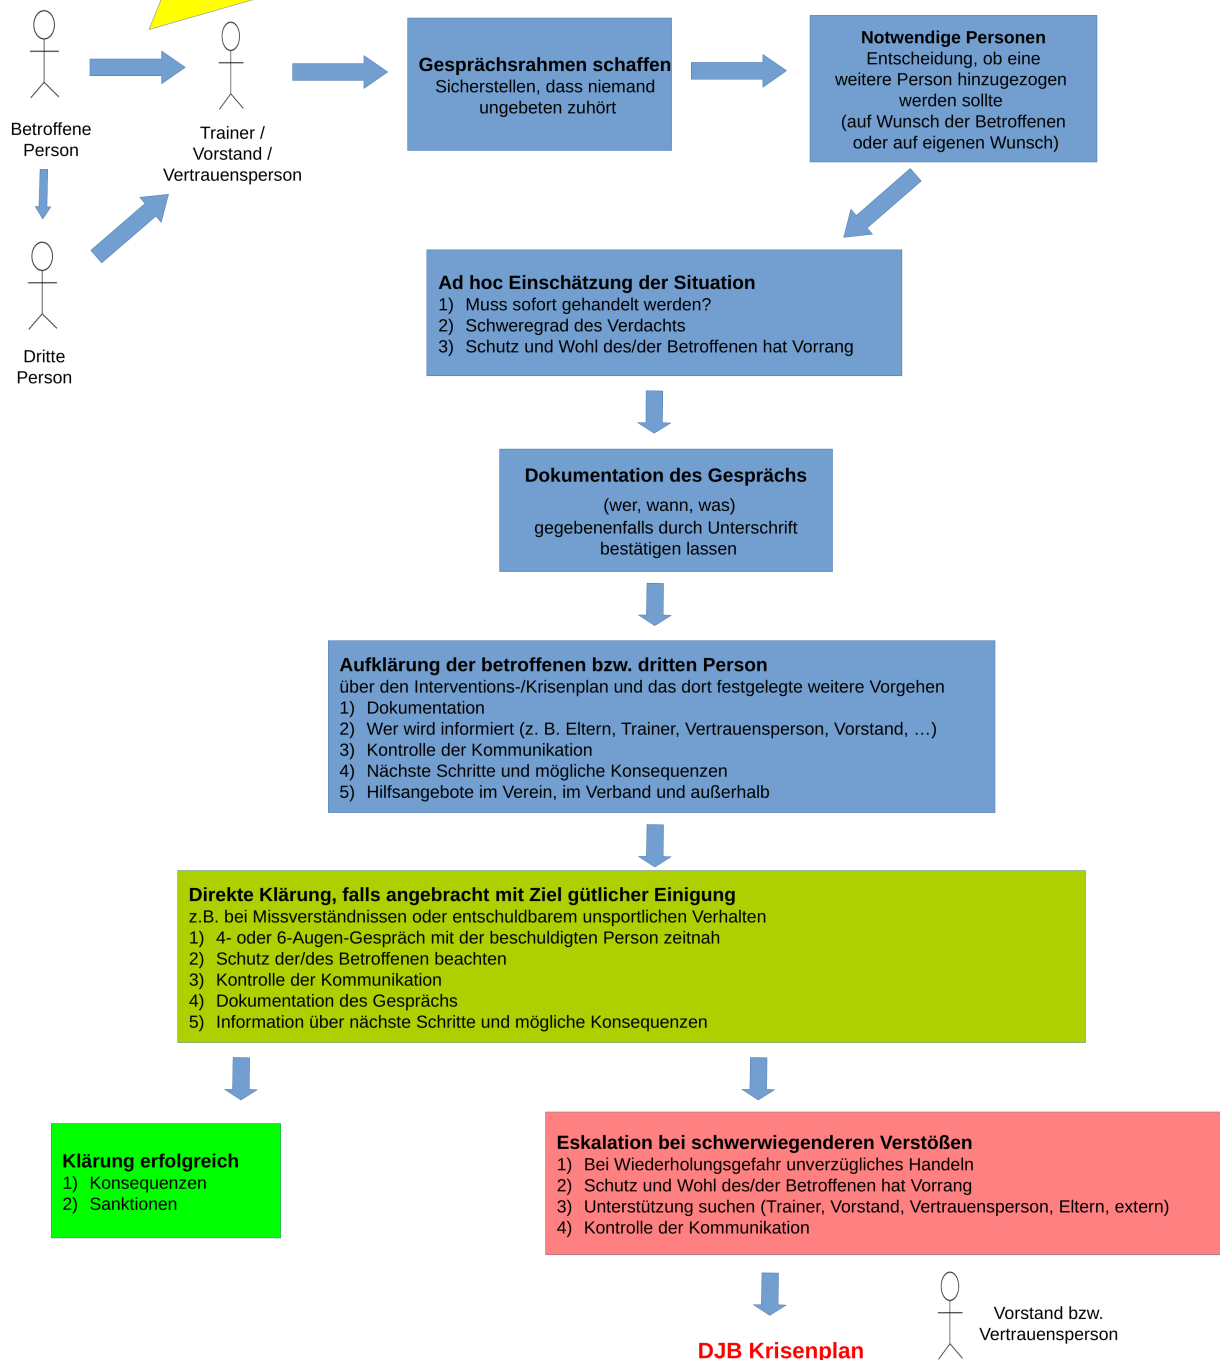 Betroffene
Person
Trainer /
Vorstand /
Vertrauensperson
Gesprächsrahmen schaffen
Sicherstellen, dass niemand
ungebeten zuhört
Notwendige Personen
Entscheidung, ob eine
weitere Person hinzugezogen
werden sollte
(auf Wunsch der Betroffenen
oder auf eigenen Wunsch)
Dritte
Person
Ad hoc Einschätzung der Situation
1) Muss sofort gehandelt werden?
2) Schweregrad des Verdachts
3) Schutz und Wohl des/der Betroffenen hat Vorrang
Dokumentation des Gesprächs
(wer, wann, was)
gegebenenfalls durch Unterschrift
bestätigen lassen
Aufklärung der betroffenen bzw. dritten Person
über den Interventions-/Krisenplan und das dort festgelegte weitere Vorgehen
1) Dokumentation
2) Wer wird informiert (z. B. Eltern, Trainer, Vertrauensperson, Vorstand, …)
3) Kontrolle der Kommunikation
4) Nächste Schritte und mögliche Konsequenzen
5) Hilfsangebote im Verein, im Verband und außerhalb
Direkte Klärung, falls angebracht mit Ziel gütlicher Einigung
z.B. bei Missverständnissen oder entschuldbarem unsportlichen Verhalten
1) 4- oder 6-Augen-Gespräch mit der beschuldigten Person zeitnah
2) Schutz der/des Betroffenen beachten
3) Kontrolle der Kommunikation
4) Dokumentation des Gesprächs
5) Information über nächste Schritte und mögliche Konsequenzen
Klärung erfolgreich
1) Konsequenzen
2) Sanktionen
Eskalation bei schwerwiegenderen Verstößen
1) Bei Wiederholungsgefahr unverzügliches Handeln
2) Schutz und Wohl des/der Betroffenen hat Vorrang
3) Unterstützung suchen (Trainer, Vorstand, Vertrauensperson, Eltern, extern)
4) Kontrolle der Kommunikation
Vorstand bzw.
Vertrauensperson
DJB Krisenplan